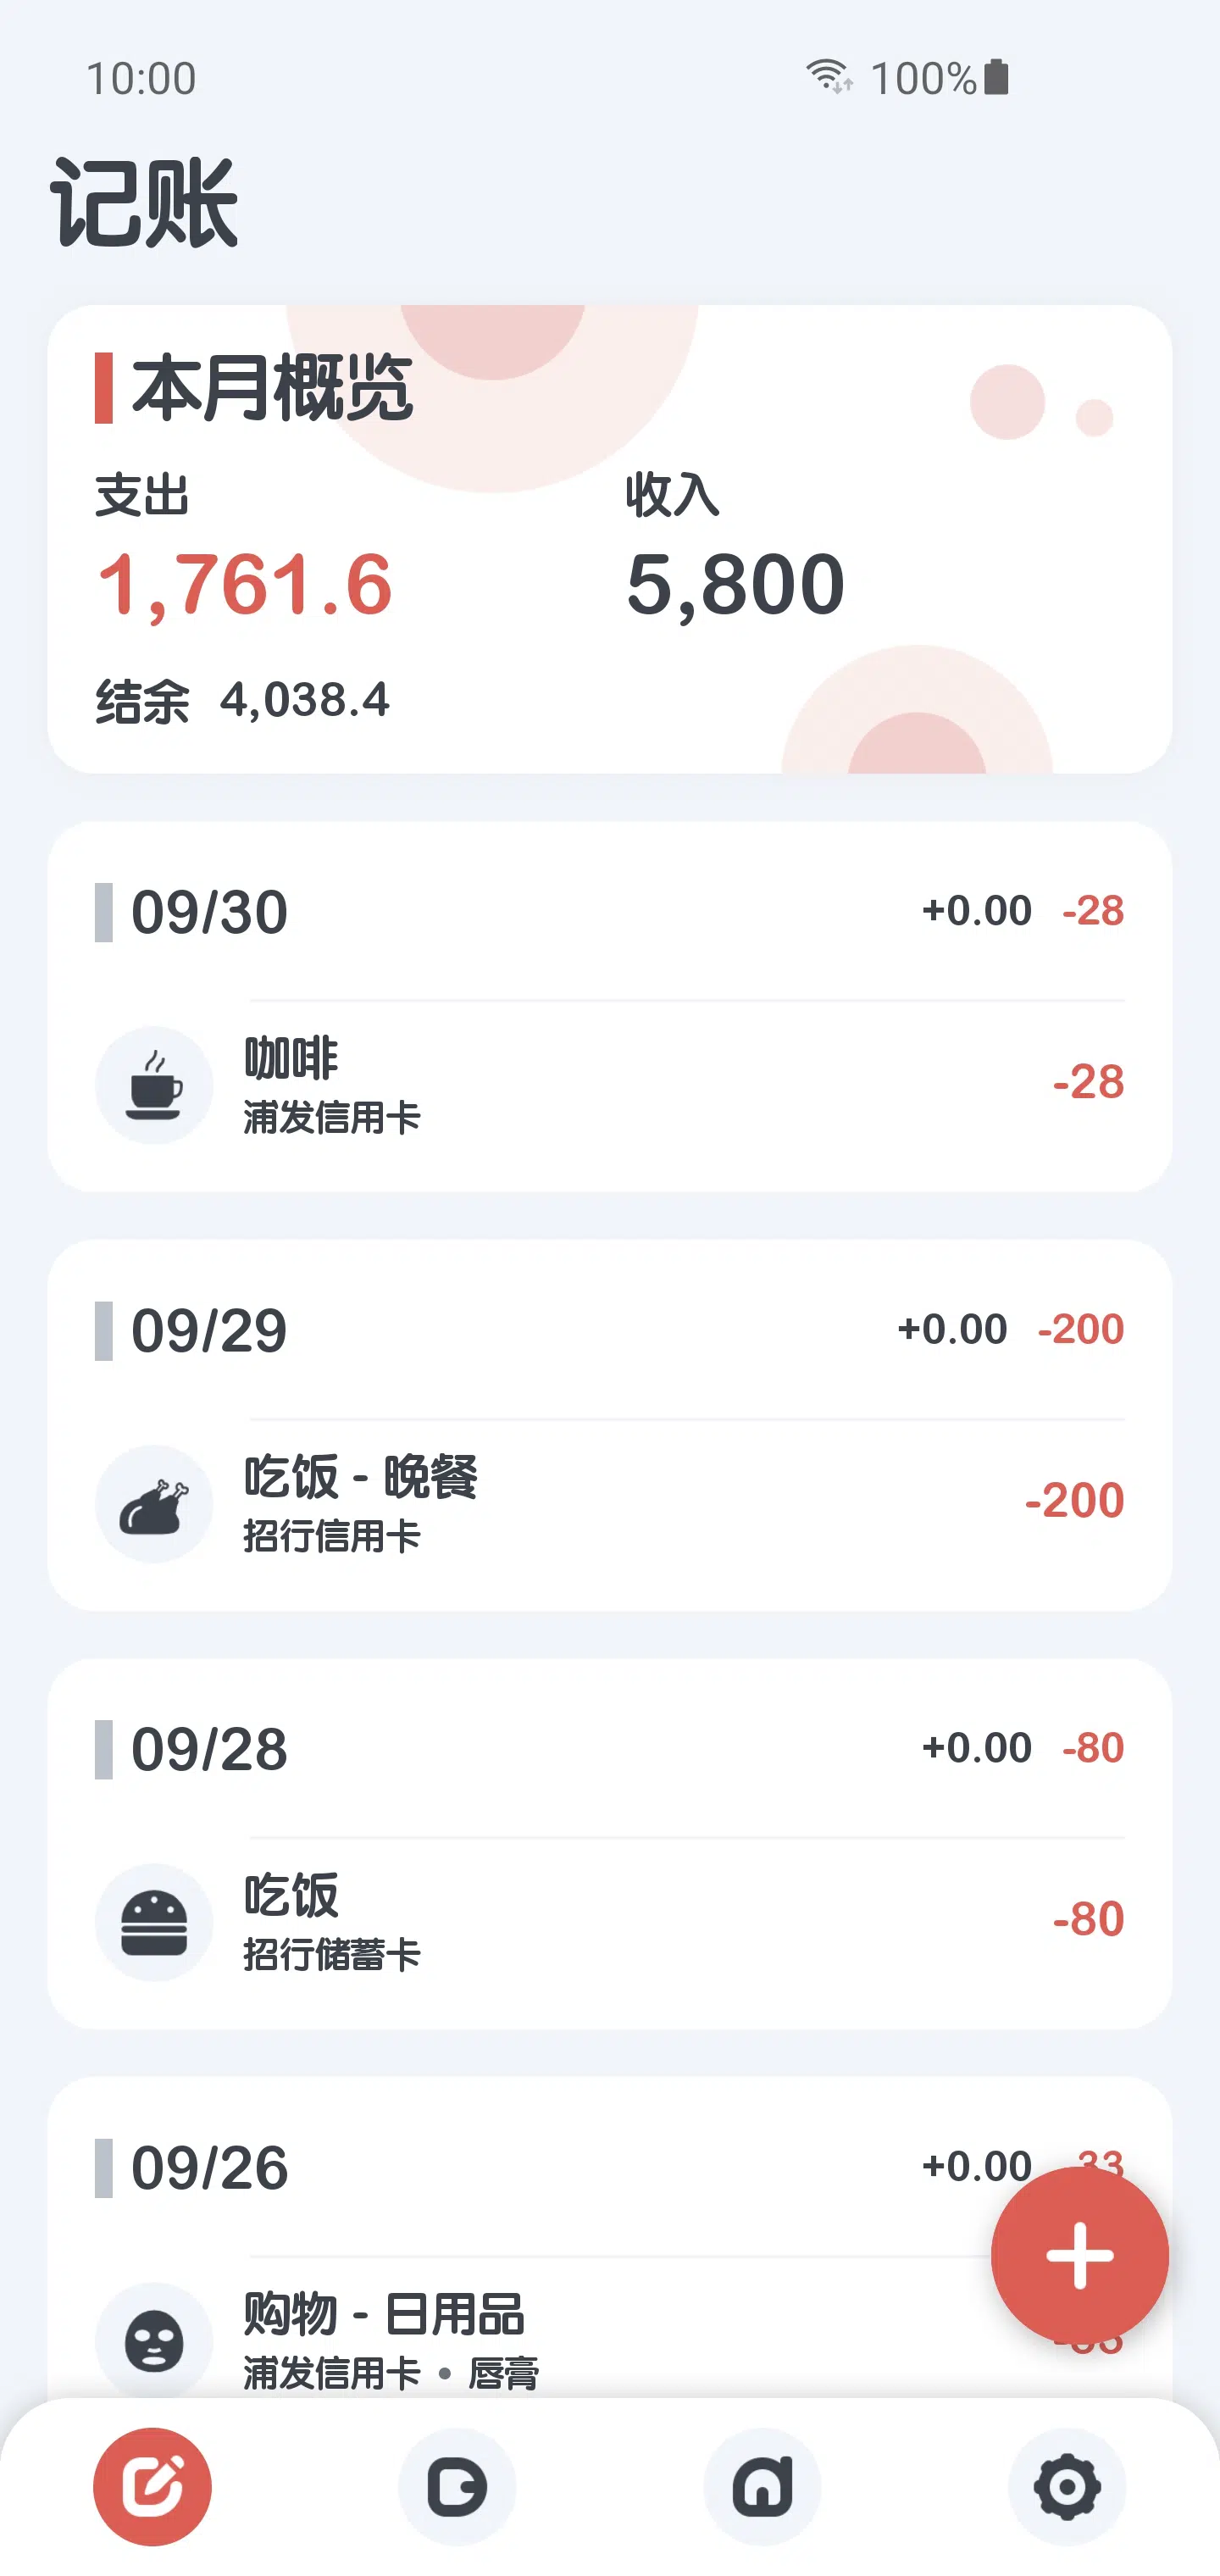 10:00
100%
记账
本月概览
支出
收入
1,761.6
5,800
结余 4,038.4
09/30 +0.00 -28
咖啡
-28
浦发信用卡
09/29 +0.00 -200
吃饭 - 晚餐
-200
招行信用卡
09/28 +0.00 -80
吃饭
-80
招行储蓄卡
09/26 +0.00
购物 - 日用品
浦发信用卡 • 唇膏